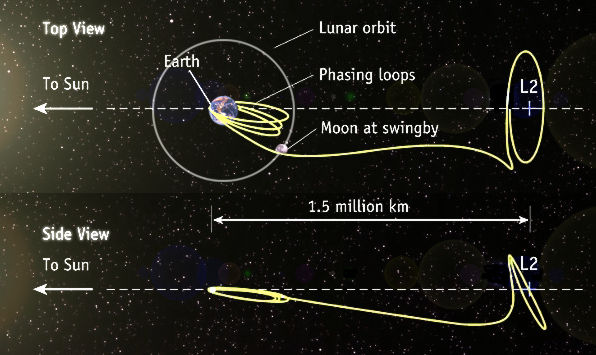 Top View
Lunar orbit
Earth
Phasing loops
To Sun
L2
Moon at swingby
1.5 million km
Side View
To Sun
L2